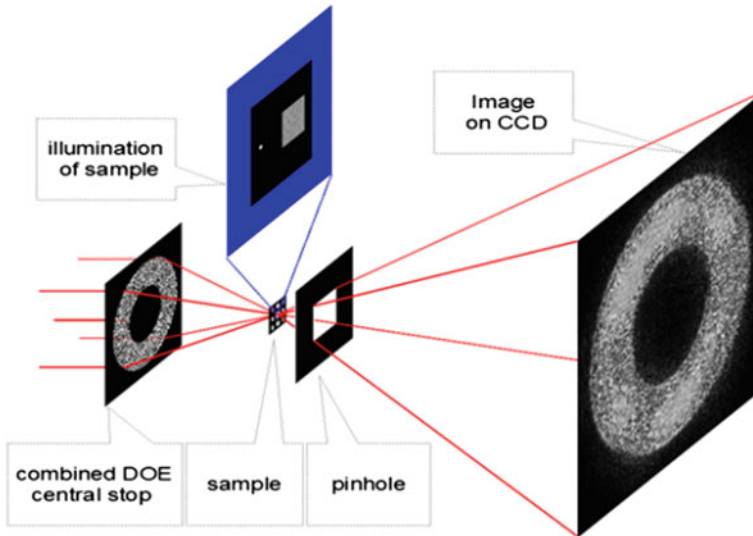 illumination
of sample
Image
on CCD
combined DOE
central stop
sample
pinhole